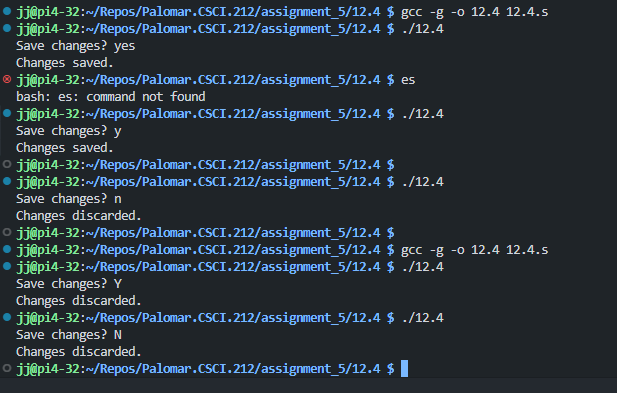 jj@pi4-32:~/Repos/Palomar.CSCI.212/assignment_5/12.4 $ gcc -g -o 12.4 12.4.s
jj@pi4-32:~/Repos/Palomar.CSCI.212/assignment_5/12.4 $ ./12.4
Save changes? yes
Changes saved.
jj@pi4-32:~/Repos/Palomar.CSCI.212/assignment_5/12.4 $ es
bash: es: command not found
jj@pi4-32:~/Repos/Palomar.CSCI.212/assignment_5/12.4 $ ./12.4
Save changes? y
Changes saved.
jj@pi4-32:~/Repos/Palomar.CSCI.212/assignment_5/12.4 $
jj@pi4-32:~/Repos/Palomar.CSCI.212/assignment_5/12.4 $ ./12.4
Save changes? n
Changes discarded.
jj@pi4-32:~/Repos/Palomar.CSCI.212/assignment_5/12.4 $
jj@pi4-32:~/Repos/Palomar.CSCI.212/assignment_5/12.4 $ gcc -g -o 12.4 12.4.s
jj@pi4-32:~/Repos/Palomar.CSCI.212/assignment_5/12.4 $ ./12.4
Save changes? Y
Changes discarded.
jj@pi4-32:~/Repos/Palomar.CSCI.212/assignment_5/12.4 $ ./12.4
Save changes? N
Changes discarded.
jj@pi4-32:~/Repos/Palomar.CSCI.212/assignment_5/12.4 $